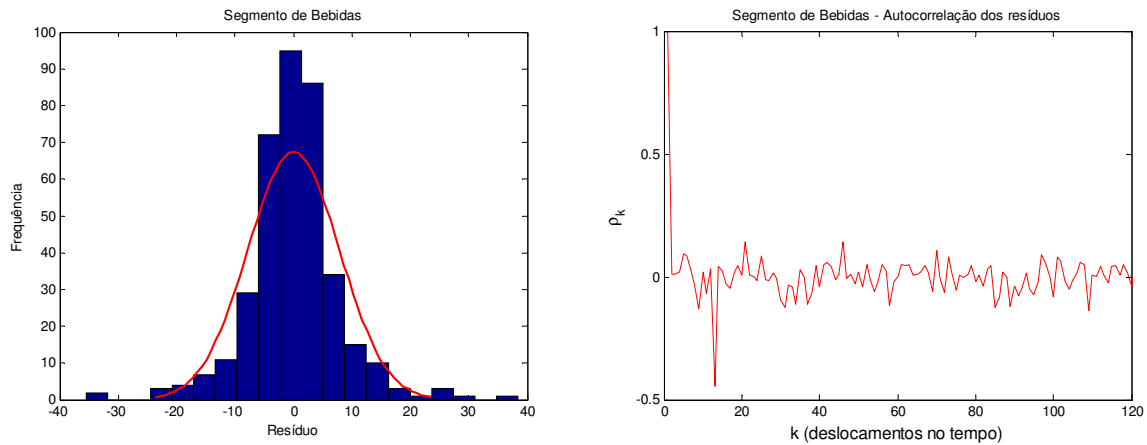 Segmento de Bebidas
100
90
80
70
60
50
40
30
20
10
0
Frequência
-40 -30 -20 -10 0 10 20 30 40
Resíduo
Segmento de Bebidas - Autocorrelação dos resíduos
1
0.5
0
-0.5
ρk
0 20 40 60 80 100 120
k (deslocamentos no tempo)